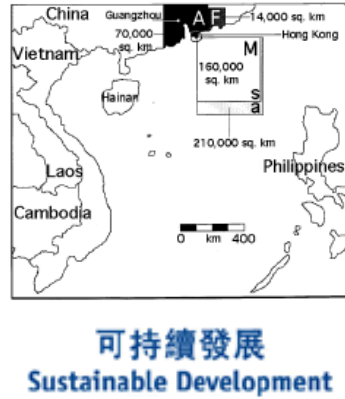 China
Guangzhou
A
F
14,000 sq. km
70,000
sq. km
Hong Kong
Vietnam
M
160,000
sq. km
Hainan
s
a
210,000 sq. km
Laos
Philippines
Cambodia
0 km 400
可持續發展
Sustainable Development